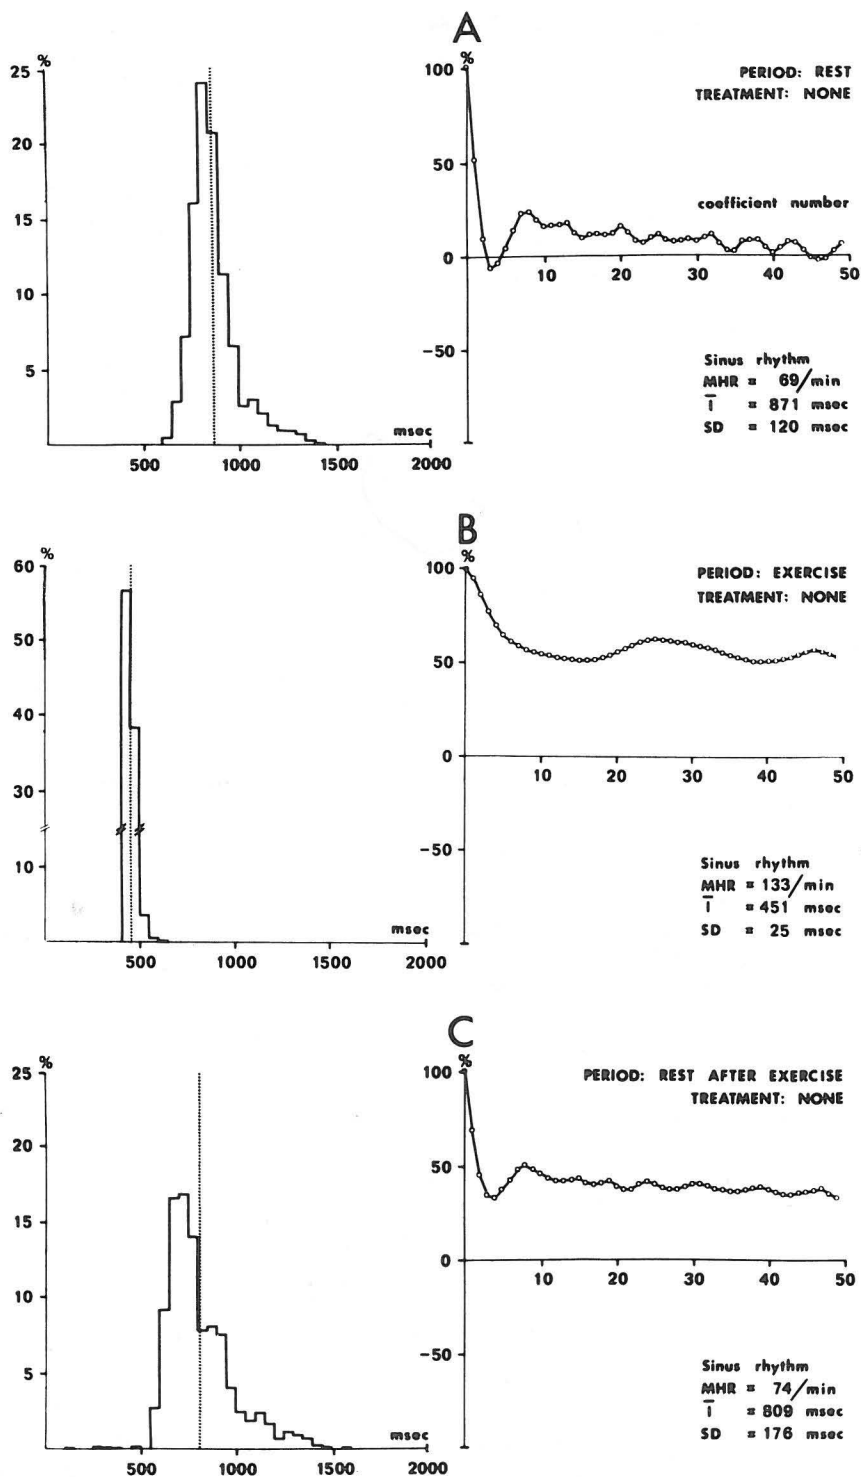 A
%
25
20
15
10
5
500 1000 1500 2000
msec
%
100
50
0
-50
10 20 30 40 50
PERIOD: REST
TREATMENT: NONE
coefficient number
Sinus rhythm
MHR = 69/min
I = 871 msec
SD = 120 msec
B
%
60
50
40
30
10
500 1000 1500 2000
msec
%
100
50
0
-50
10 20 30 40 50
PERIOD: EXERCISE
TREATMENT: NONE
Sinus rhythm
MHR = 133/min
I = 451 msec
SD = 25 msec
C
%
25
20
15
10
5
500 1000 1500 2000
msec
%
100
50
0
-50
10 20 30 40 50
PERIOD: REST AFTER EXERCISE
TREATMENT: NONE
Sinus rhythm
MHR = 74/min
I = 809 msec
SD = 176 msec